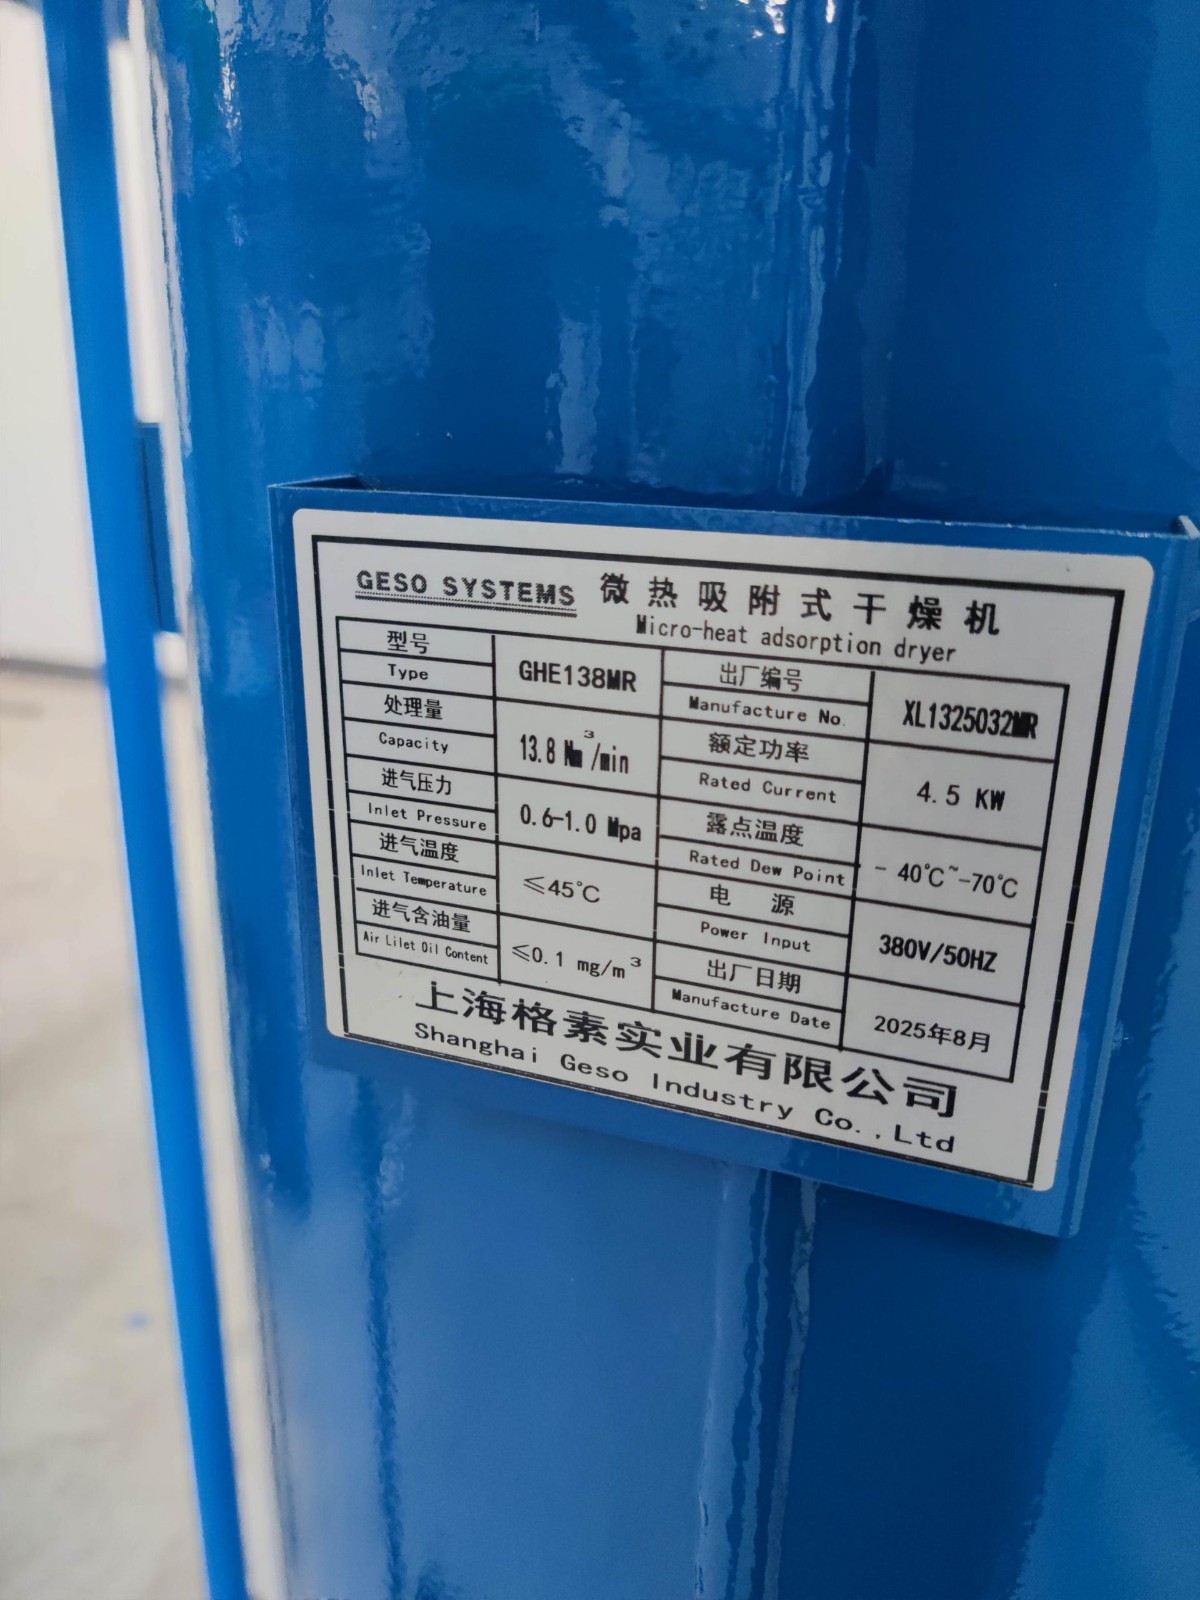 GESO SYSTEMS 微热吸附式干燥机
Micro-heat adsorption dryer
型号
Type
GHE138MR
出厂编号
Manufacture No.
XL1325032MR
处理量
Capacity
13.8 Nm³/min
额定功率
Rated Current
4.5 KW
进气压力
Inlet Pressure
0.6-1.0 Mpa
露点温度
Rated Dew Point
- 40℃~-70℃
进气温度
Inlet Temperature
≤45℃
电 源
Power Input
380V/50HZ
进气含油量
Air Lilet Oil Content
≤0.1 mg/m³
出厂日期
Manufacture Date
2025年8月
上海格素实业有限公司
Shanghai Geso Industry Co.,Ltd